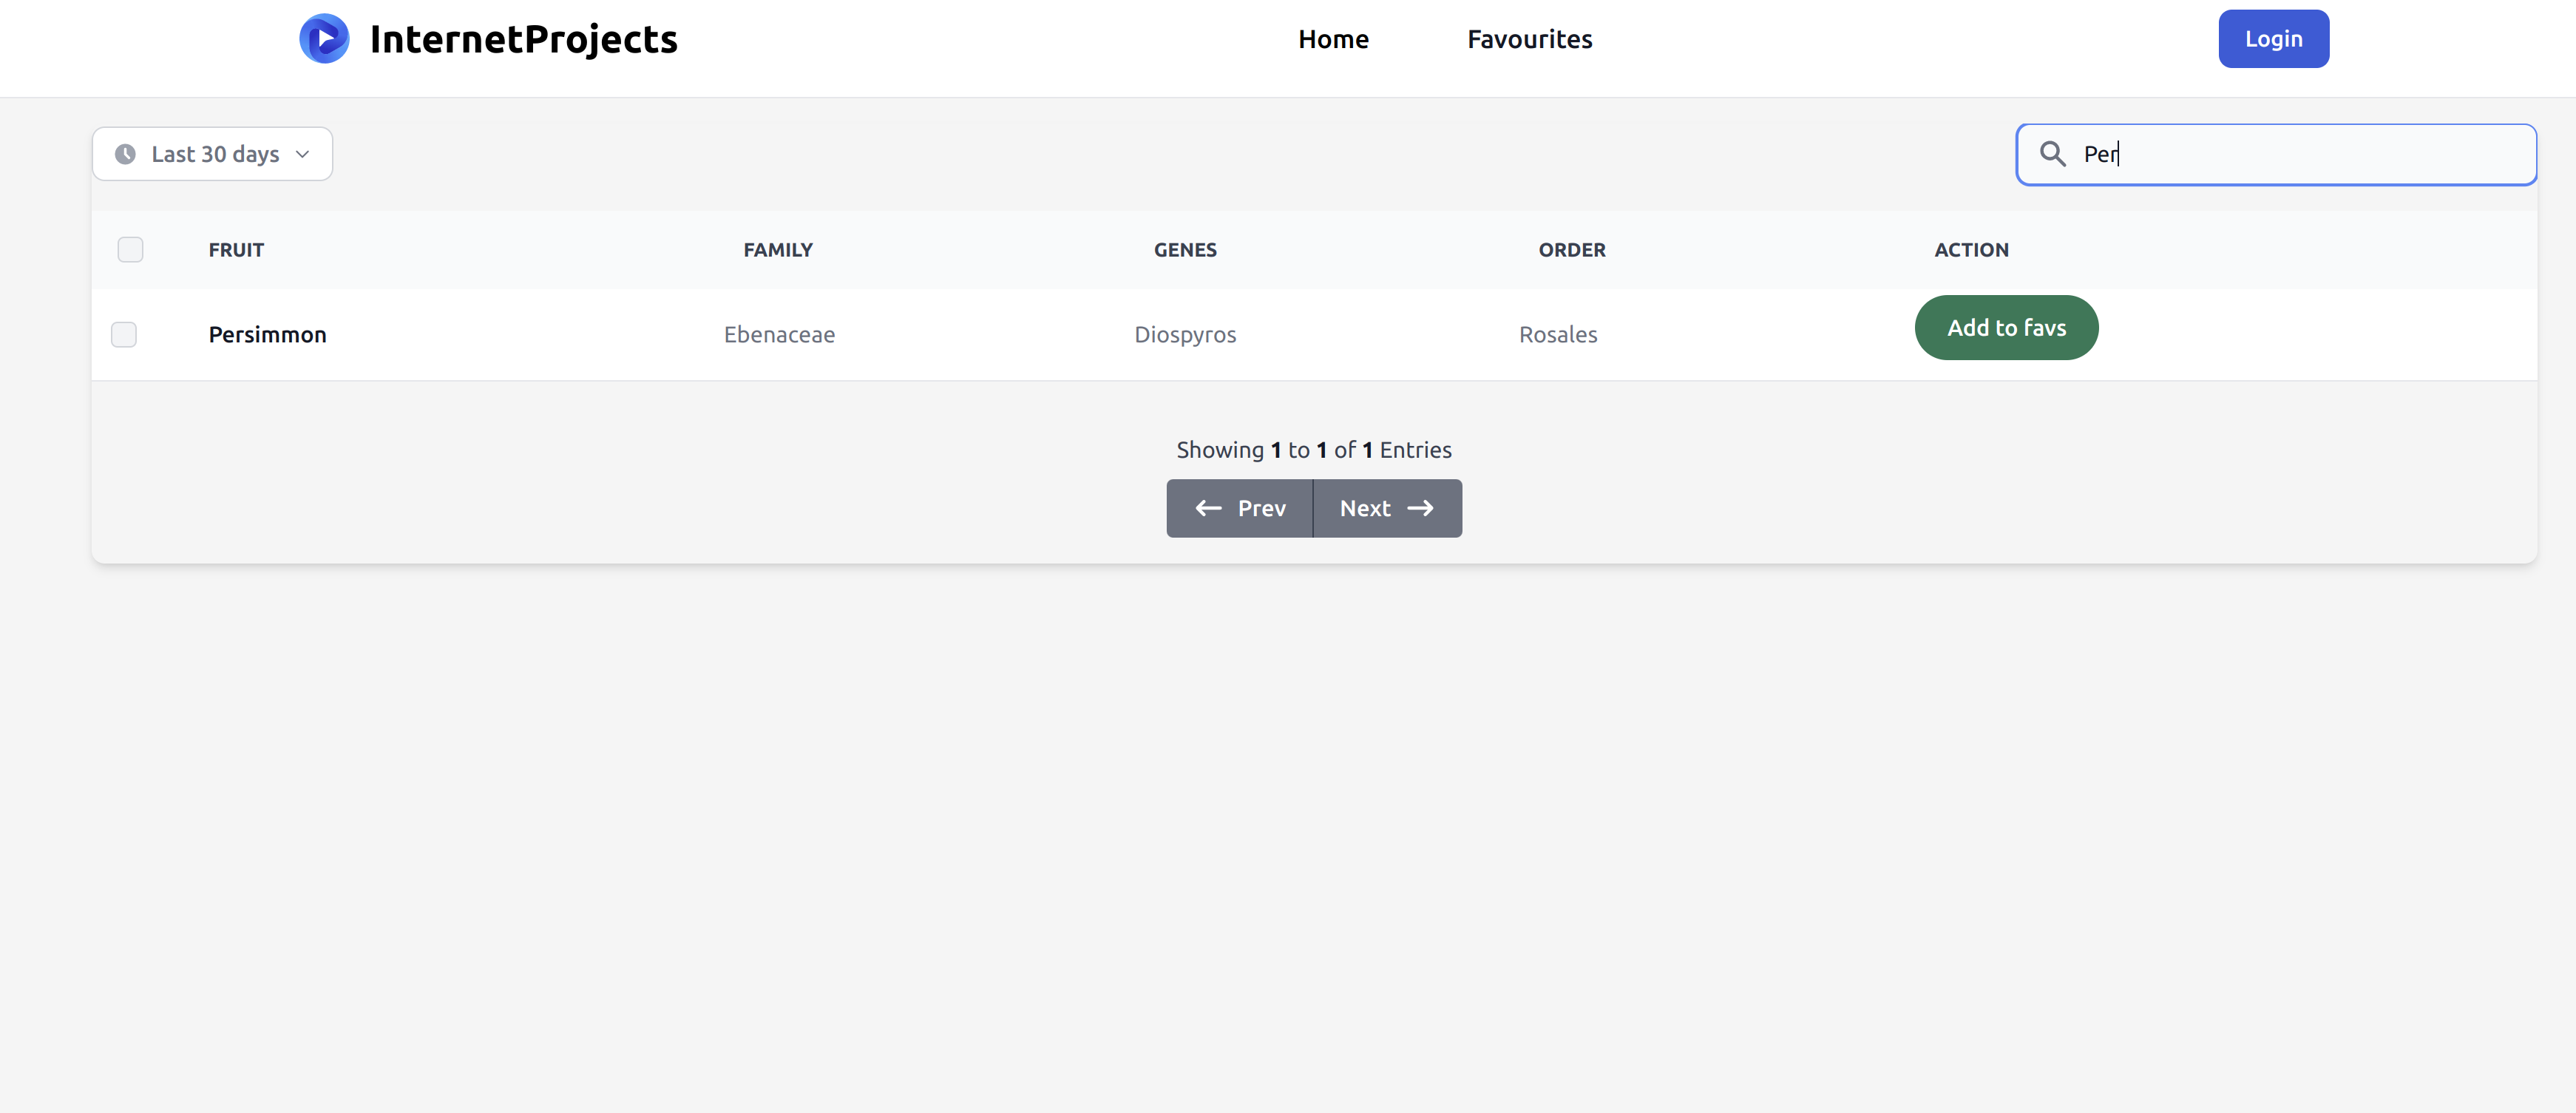 InternetProjects Home Favourites Login
Last 30 days Per
FRUIT FAMILY GENES ORDER ACTION
Persimmon Ebenaceae Diospyros Rosales Add to favs
Showing 1 to 1 of 1 Entries
Prev Next